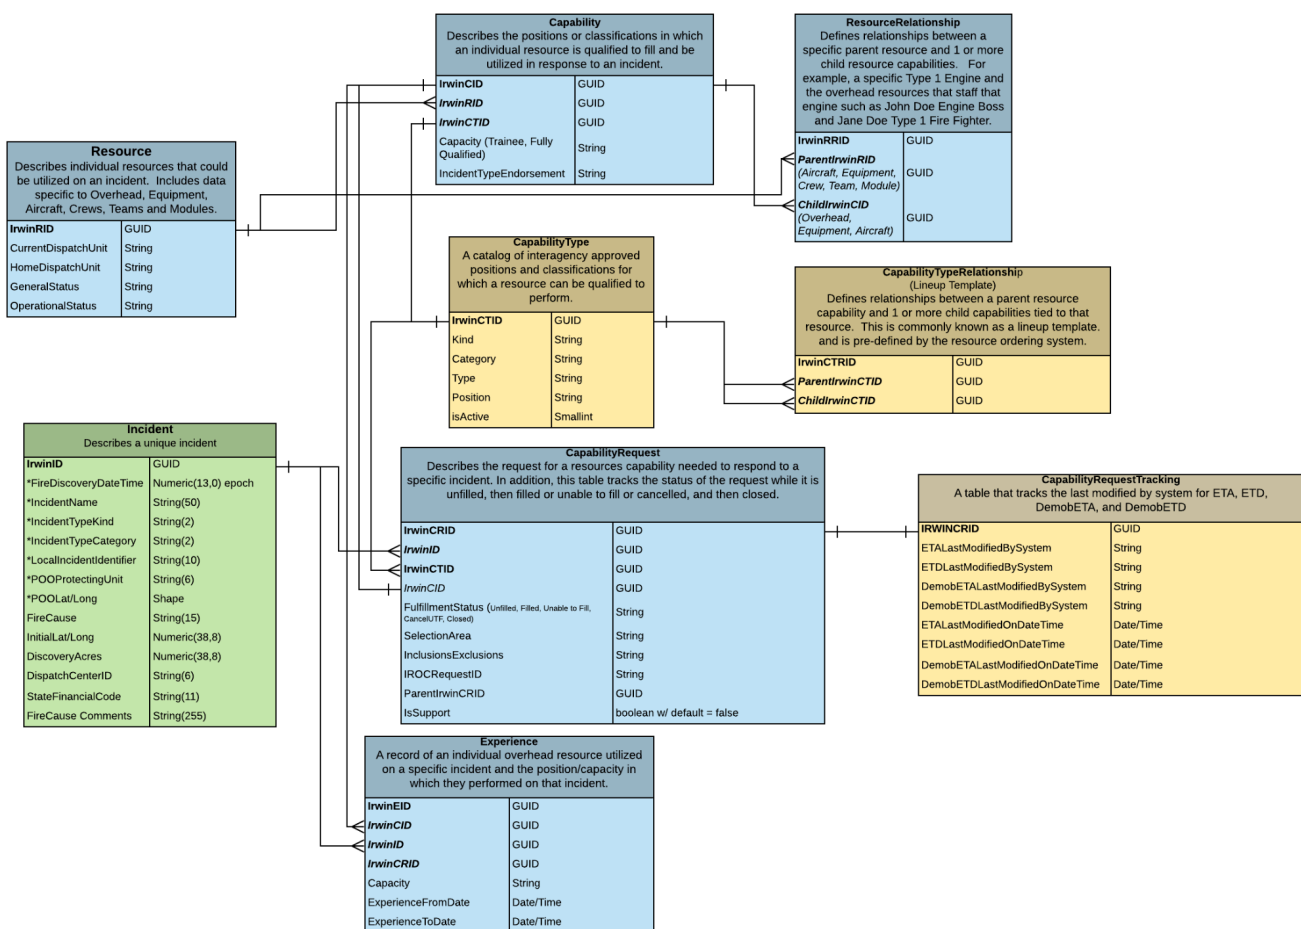 Capability
Describes the positions or classifications in which
an individual resource is qualified to fill and be
utilized in response to an incident.
IrwinCID GUID
IrwinRID GUID
IrwinCTID GUID
Capacity (Trainee, Fully
Qualified) String
IncidentTypeEndorsement String
ResourceRelationship
Defines relationships between a
specific parent resource and 1 or more
child resource capabilities. For
example, a specific Type 1 Engine and
the overhead resources that staff that
engine such as John Doe Engine Boss
and Jane Doe Type 1 Fire Fighter.
IrwinRRID GUID
ParentIrwinRID
(Aircraft, Equipment, GUID
Crew, Team, Module)
ChildIrwinCID
(Overhead, GUID
Equipment, Aircraft)
Resource
Describes individual resources that could
be utilized on an incident. Includes data
specific to Overhead, Equipment,
Aircraft, Crews, Teams and Modules.
IrwinRID GUID
CurrentDispatchUnit String
HomeDispatchUnit String
GeneralStatus String
OperationalStatus String
CapabilityType
A catalog of interagency approved
positions and classifications for
which a resource can be qualified to
perform.
IrwinCTID GUID
Kind String
Category String
Type String
Position String
isActive Smallint
CapabilityTypeRelationship
(Lineup Template)
Defines relationships between a parent resource
capability and 1 or more child capabilities tied to that
resource. This is commonly known as a lineup template.
and is pre-defined by the resource ordering system.
IrwinCTRID GUID
ParentIrwinCTID GUID
ChildIrwinCTID GUID
Incident
Describes a unique incident
IrwinID GUID
*FireDiscoveryDateTime Numeric(13,0) epoch
*IncidentName String(50)
*IncidentTypeKind String(2)
*IncidentTypeCategory String(2)
*LocalIncidentIdentifier String(10)
*POOProtectingUnit String(6)
*POOLat/Long Shape
FireCause String(15)
InitialLat/Long Numeric(38,8)
DiscoveryAcres Numeric(38,8)
DispatchCenterID String(6)
StateFinancialCode String(11)
FireCause Comments String(255)
CapabilityRequest
Describes the request for a resources capability needed to respond to a
specific incident. In addition, this table tracks the status of the request while it is
unfilled, then filled or unable to fill or cancelled, and then closed.
IrwinCRID GUID
IrwinID GUID
IrwinCTID GUID
IrwinCID GUID
FulfillmentStatus (Unfilled, Filled, Unable to Fill,
CancelUTF, Closed) String
SelectionArea String
InclusionsExclusions String
IROCRequestID String
ParentIrwinCRID GUID
IsSupport boolean w/ default = false
CapabilityRequestTracking
A table that tracks the last modified by system for ETA, ETD,
DemobETA, and DemobETD
IRWINCRID GUID
ETALastModifiedBySystem String
ETDLastModifiedBySystem String
DemobETALastModifiedBySystem String
DemobETDLastModifiedBySystem String
ETALastModifiedOnDateTime Date/Time
ETDLastModifiedOnDateTime Date/Time
DemobETALastModifiedOnDateTime Date/Time
DemobETDLastModifiedOnDateTime Date/Time
Experience
A record of an individual overhead resource utilized
on a specific incident and the position/capacity in
which they performed on that incident.
IrwinEID GUID
IrwinCID GUID
IrwinID GUID
IrwinCRID GUID
Capacity String
ExperienceFromDate Date/Time
ExperienceToDate Date/Time